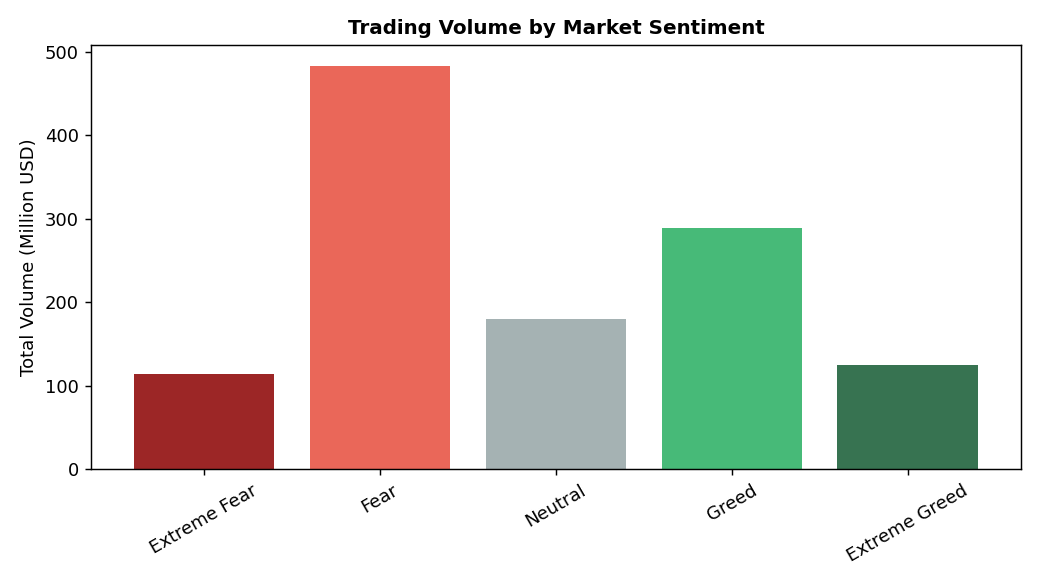 Trading Volume by Market Sentiment
Total Volume (Million USD)
500
400
300
200
100
0
Extreme Fear
Fear
Neutral
Greed
Extreme Greed